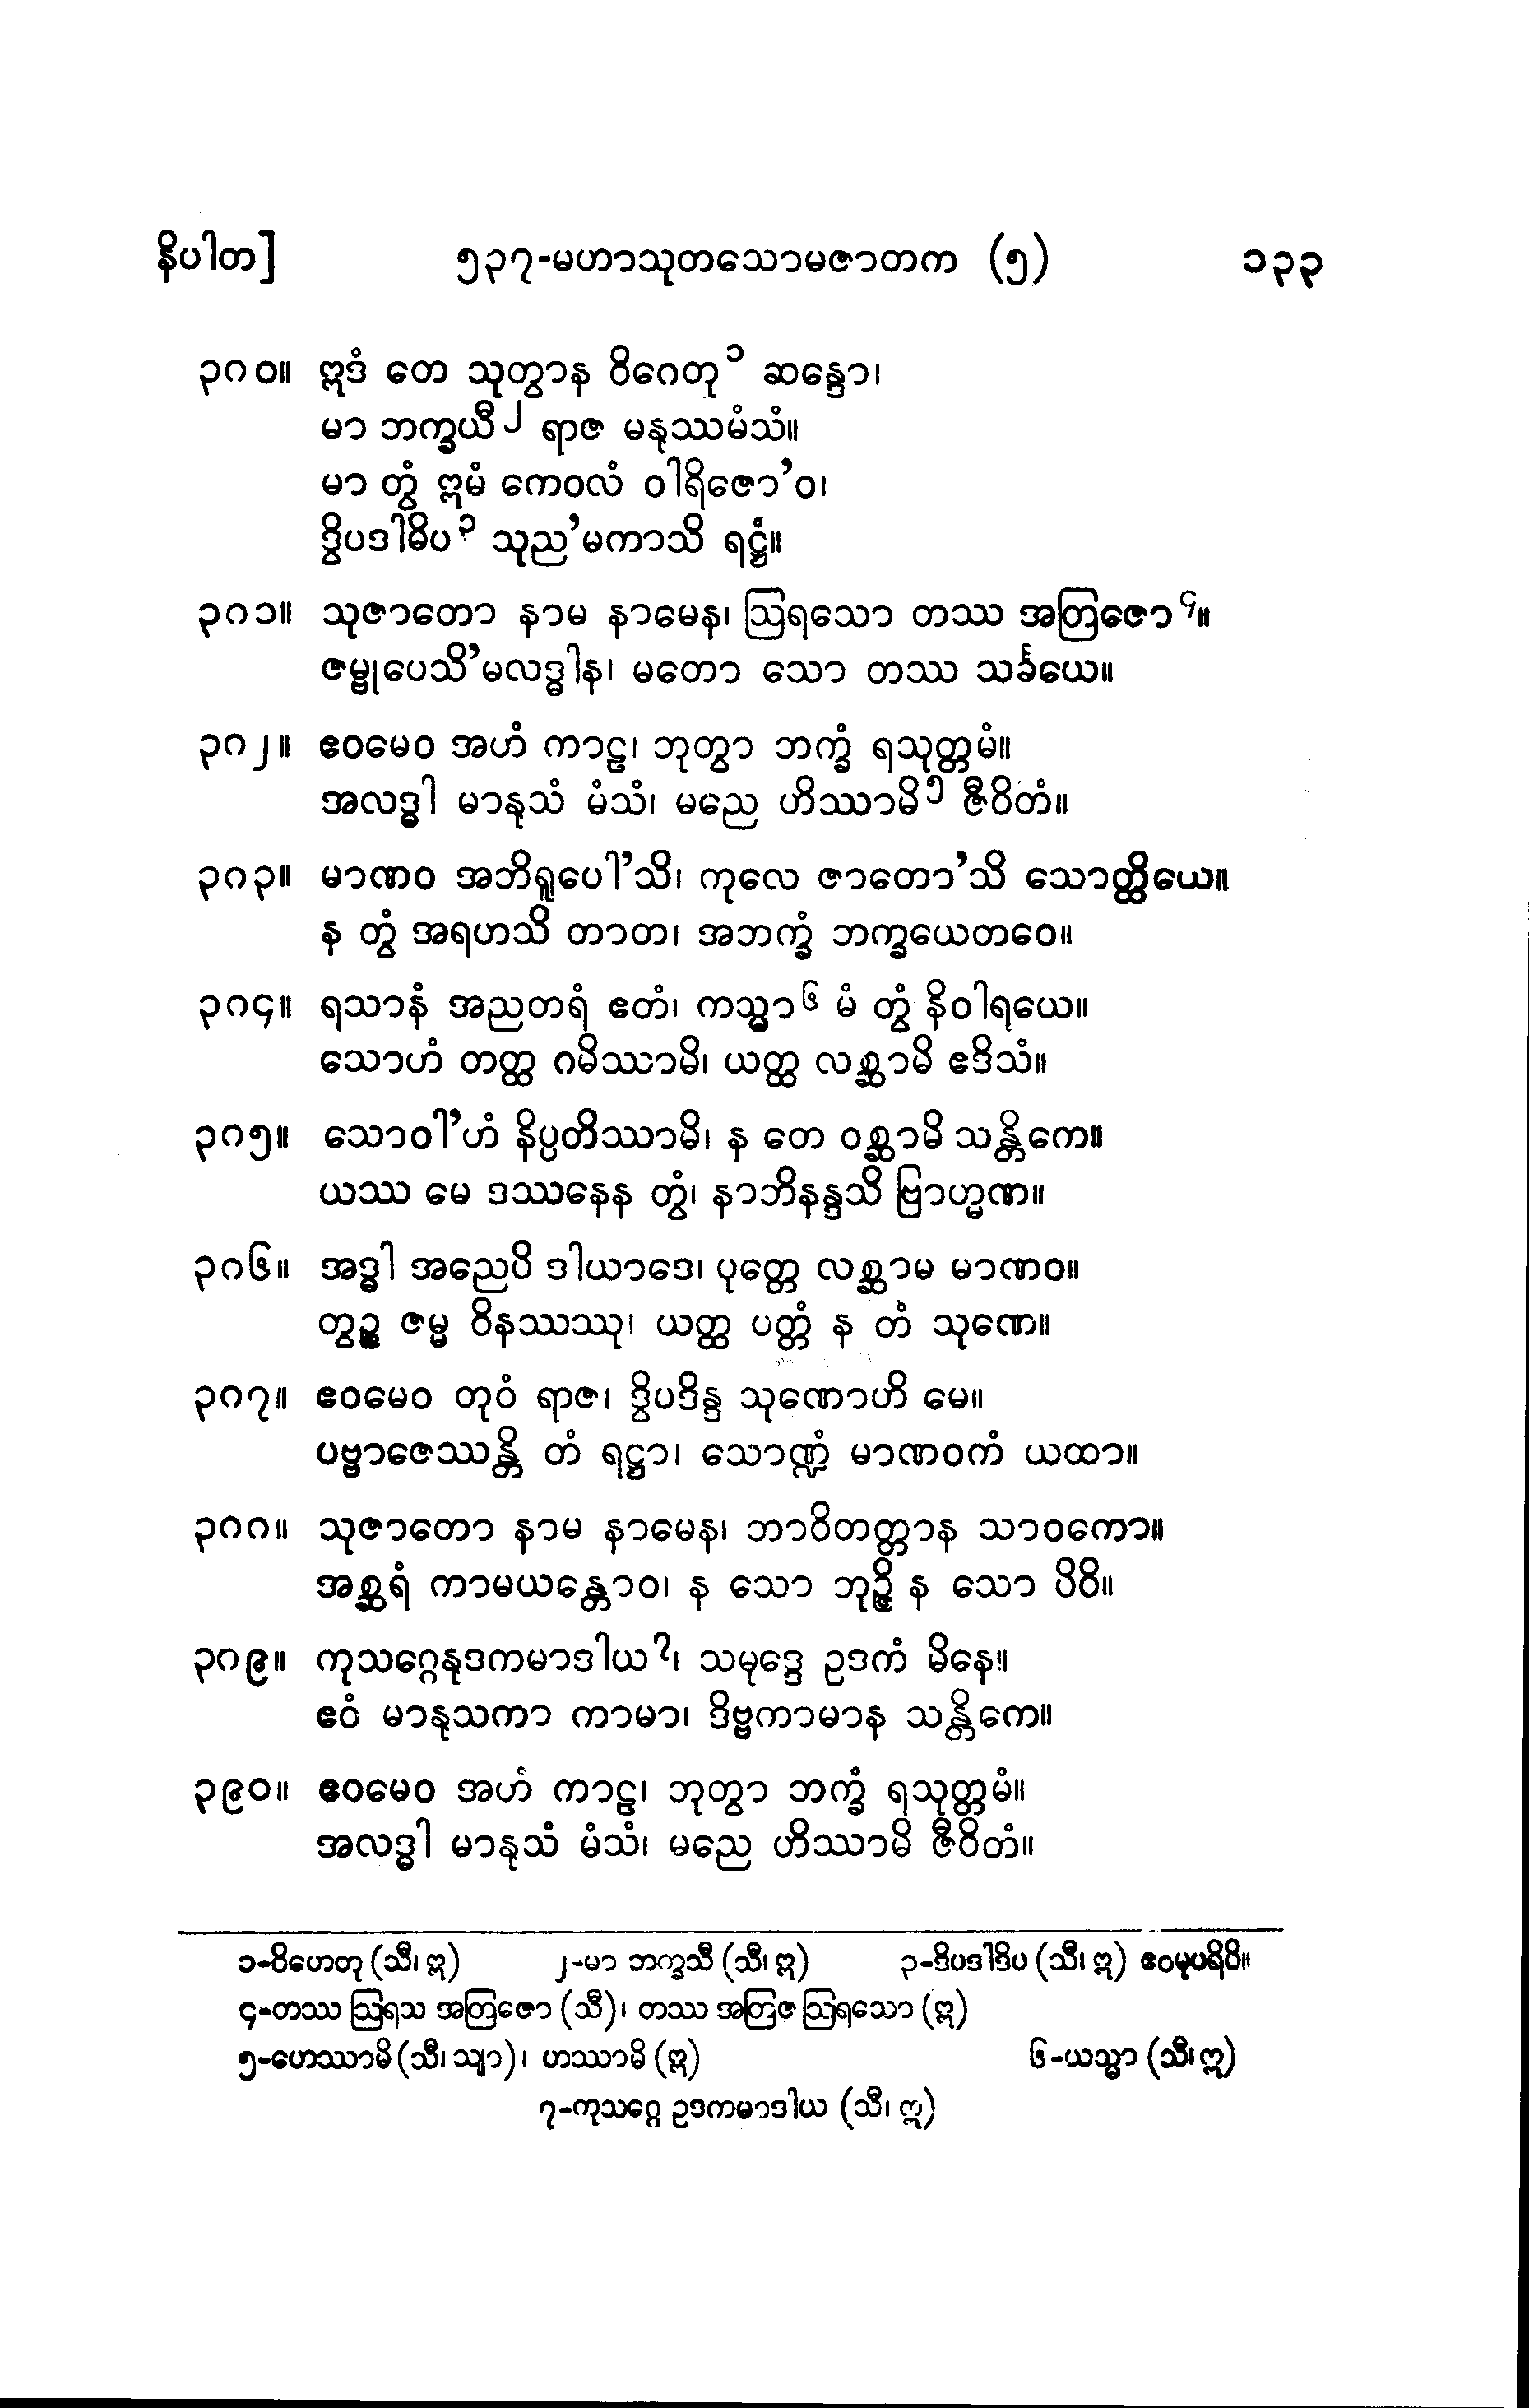 နိပါတ]	၅၃၇-မဟာသုတသောမဇာတက (၅)	၁၃၃
၃၈၀။ ဣဒံ တေ သုတွာန ဝိဂေတု၁ ဆန္ဒော၊
မာ ဘက္ခယီ၂ ရာဇ မနုဿမံသံ။
မာ တွံ ဣမံ ကေဝလံ ဝါရိဇော’ဝ၊
ဒွိပဒါဓိပ၃ သုည’မကာသိ ရဋ္ဌံ။
၃၈၁။ သုဇာတော နာမ နာမေန၊ ဩရသော တဿ အတြဇော၄။
ဇမ္ဗုပေသိ’မလဒ္ဓါန၊ မတော သော တဿ သင်္ခယေ။
၃၈၂။ ဧဝမေဝ အဟံ ကာဠ၊ ဘုတွာ ဘက္ခံ ရသုတ္တမံ။
အလဒ္ဓါ မာနုသံ မံသံ၊ မညေ ဟိဿာမိ၅ ဇီဝိတံ။
၃၈၃။ မာဏဝ အဘိရူပေါ’သိ၊ ကုလေ ဇာတော’သိ သောတ္ထိယေ။
န တွံ အရဟသိ တာတ၊ အဘက္ခံ ဘက္ခယေတဝေ။
၃၈၄။ ရသာနံ အညတရံ ဧတံ၊ ကသ္မာ၆ မံ တွံ နိဝါရယေ။
သောဟံ တတ္ထ ဂမိဿာမိ၊ ယတ္ထ လစ္ဆာမိ ဧဒိသံ။
၃၈၅။ သောဝါ’ဟံ နိပ္ပတိဿာမိ၊ န တေ ဝစ္ဆာမိ သန္တိကေ။
ယဿ မေ ဒဿနေန တွံ၊ နာဘိနန္ဒသိ ဗြာဟ္မဏ။
၃၈၆။ အဒ္ဓါ အညေပိ ဒါယာဒေ၊ ပုတ္တေ လစ္ဆာမ မာဏဝ။
တွဉ္စ ဇမ္မ ဝိနဿဿု၊ ယတ္ထ ပတ္တံ န တံ သုဏေ။
၃၈၇။ ဧဝမေဝ တုဝံ ရာဇ၊ ဒွိပဒိန္ဒ သုဏောဟိ မေ။
ပဗ္ဗာဇေဿန္တိ တံ ရဋ္ဌာ၊ သောဏ္ဍံ မာဏဝကံ ယထာ။
၃၈၈။ သုဇာတော နာမ နာမေန၊ ဘာဝိတတ္တာန သာဝကော။
အစ္ဆရံ ကာမယန္တောဝ၊ န သော ဘုဉ္ဇိ န သော ပိဝိ။
၃၈၉။ ကုသဂ္ဂေနုဒကမာဒါယ၇၊ သမုဒ္ဒေ ဥဒကံ မိနေ။
ဧဝံ မာနုသကာ ကာမာ၊ ဒိဗ္ဗကာမာန သန္တိကေ။
၃၉၀။ ဧဝမေဝ အဟံ ကာဠ၊ ဘုတွာ ဘက္ခံ ရသုတ္တမံ။
အလဒ္ဓါ မာနုသံ မံသံ၊ မညေ ဟိဿာမိ ဇီဝိတံ။
၁-ဝိဟေတု (သီ၊ ဣ)	၂-မာ ဘက္ခသီ (သီ၊ ဣ)	၃-ဒိပဒါဓိပ (သီ၊ ဣ) ဧဝမုပရိပိ။
၄-တဿ ဩရသ အတြဇော (သီ)၊ တဿ အတြဇ ဩရသော (ဣ)
၅-ဟေဿာမိ (သီ၊ သျာ)၊ ဟဿာမိ (ဣ)	၆-ယသ္မာ (သီ၊ ဣ)
၇-ကုသဂ္ဂေ ဥဒကမာဒါယ (သီ၊ ဣ)